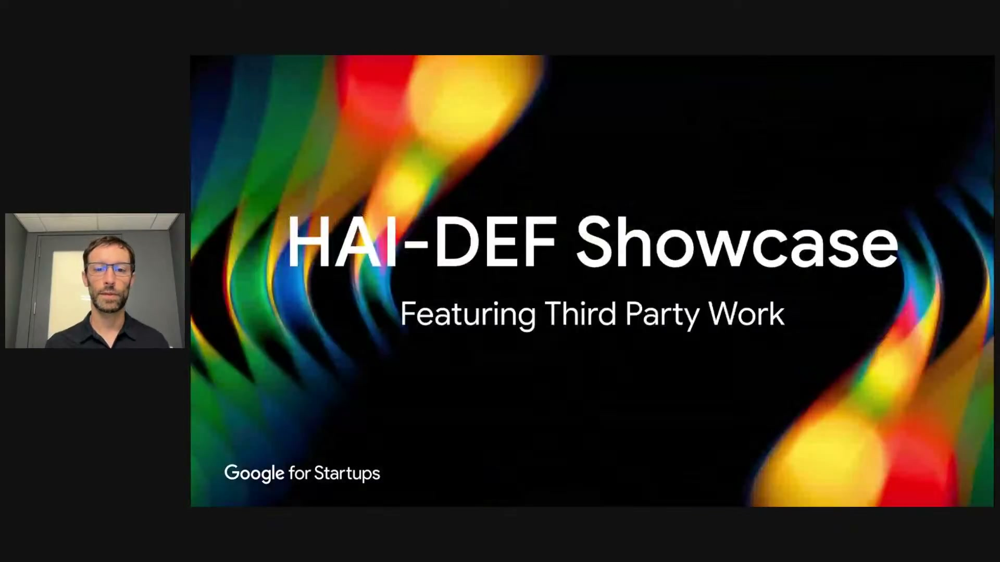 HAI-DEF Showcase
Featuring Third Party Work
Google for Startups